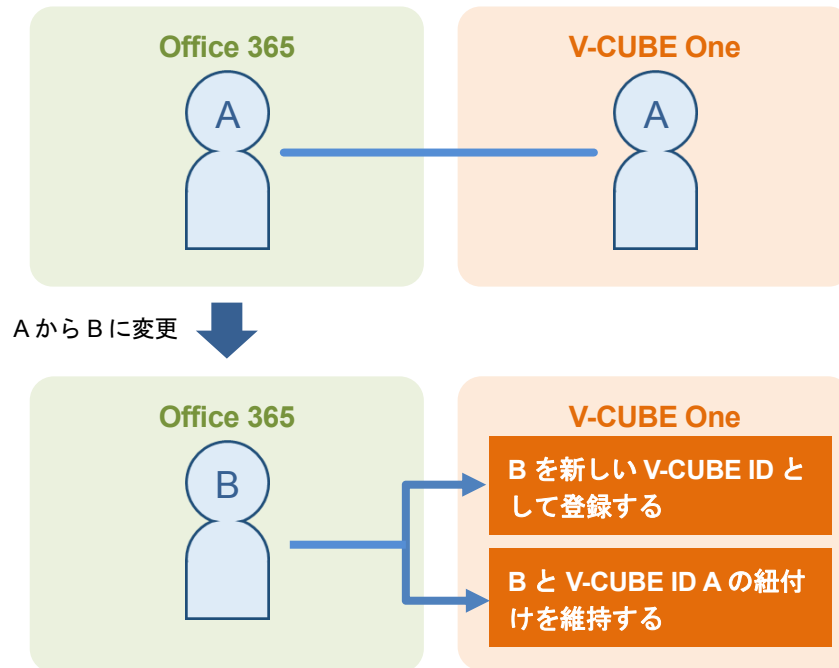 Office 365
V-CUBE One
A
A
AからBに変更
Office 365
V-CUBE One
B
B を新しい V-CUBE ID と
して登録する
B と V-CUBE ID A の紐付
けを維持する